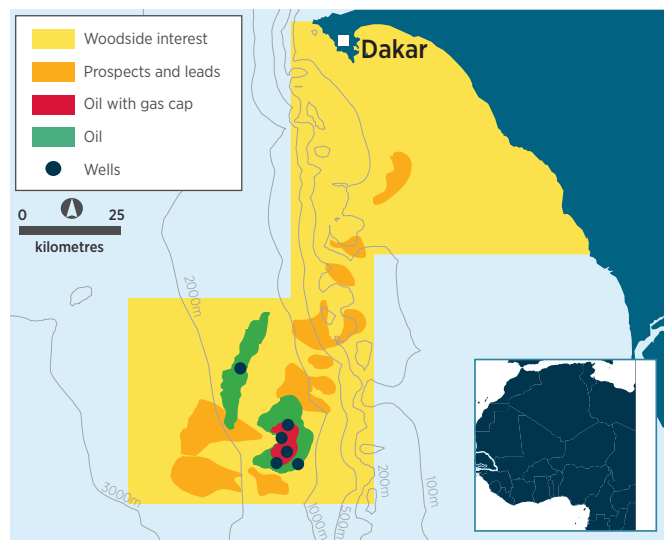 Woodside interest
Prospects and leads
Oil with gas cap
Oil
Wells
Dakar
0 25
kilometres
2000m
3000m
1000m
500m
200m
100m